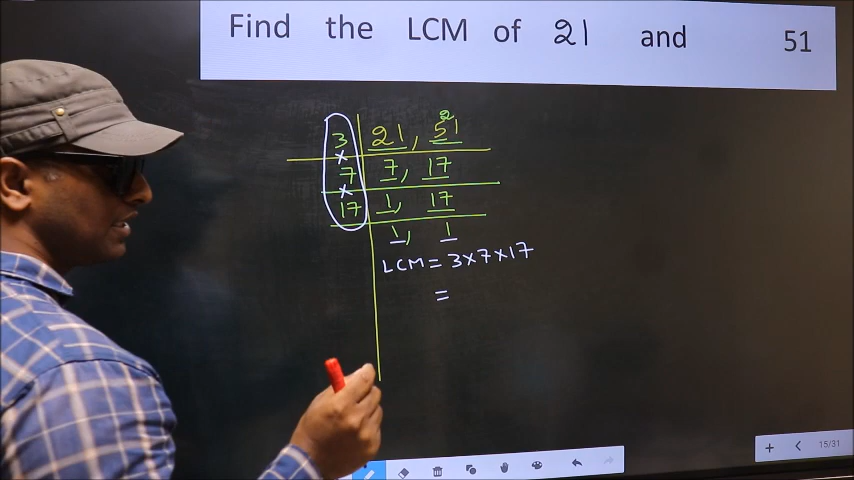 Find the LCM of 21 and 51
3 21, 5²1
7 7, 17
17 1, 17
1, 1
LCM = 3×7×17
=
15/31